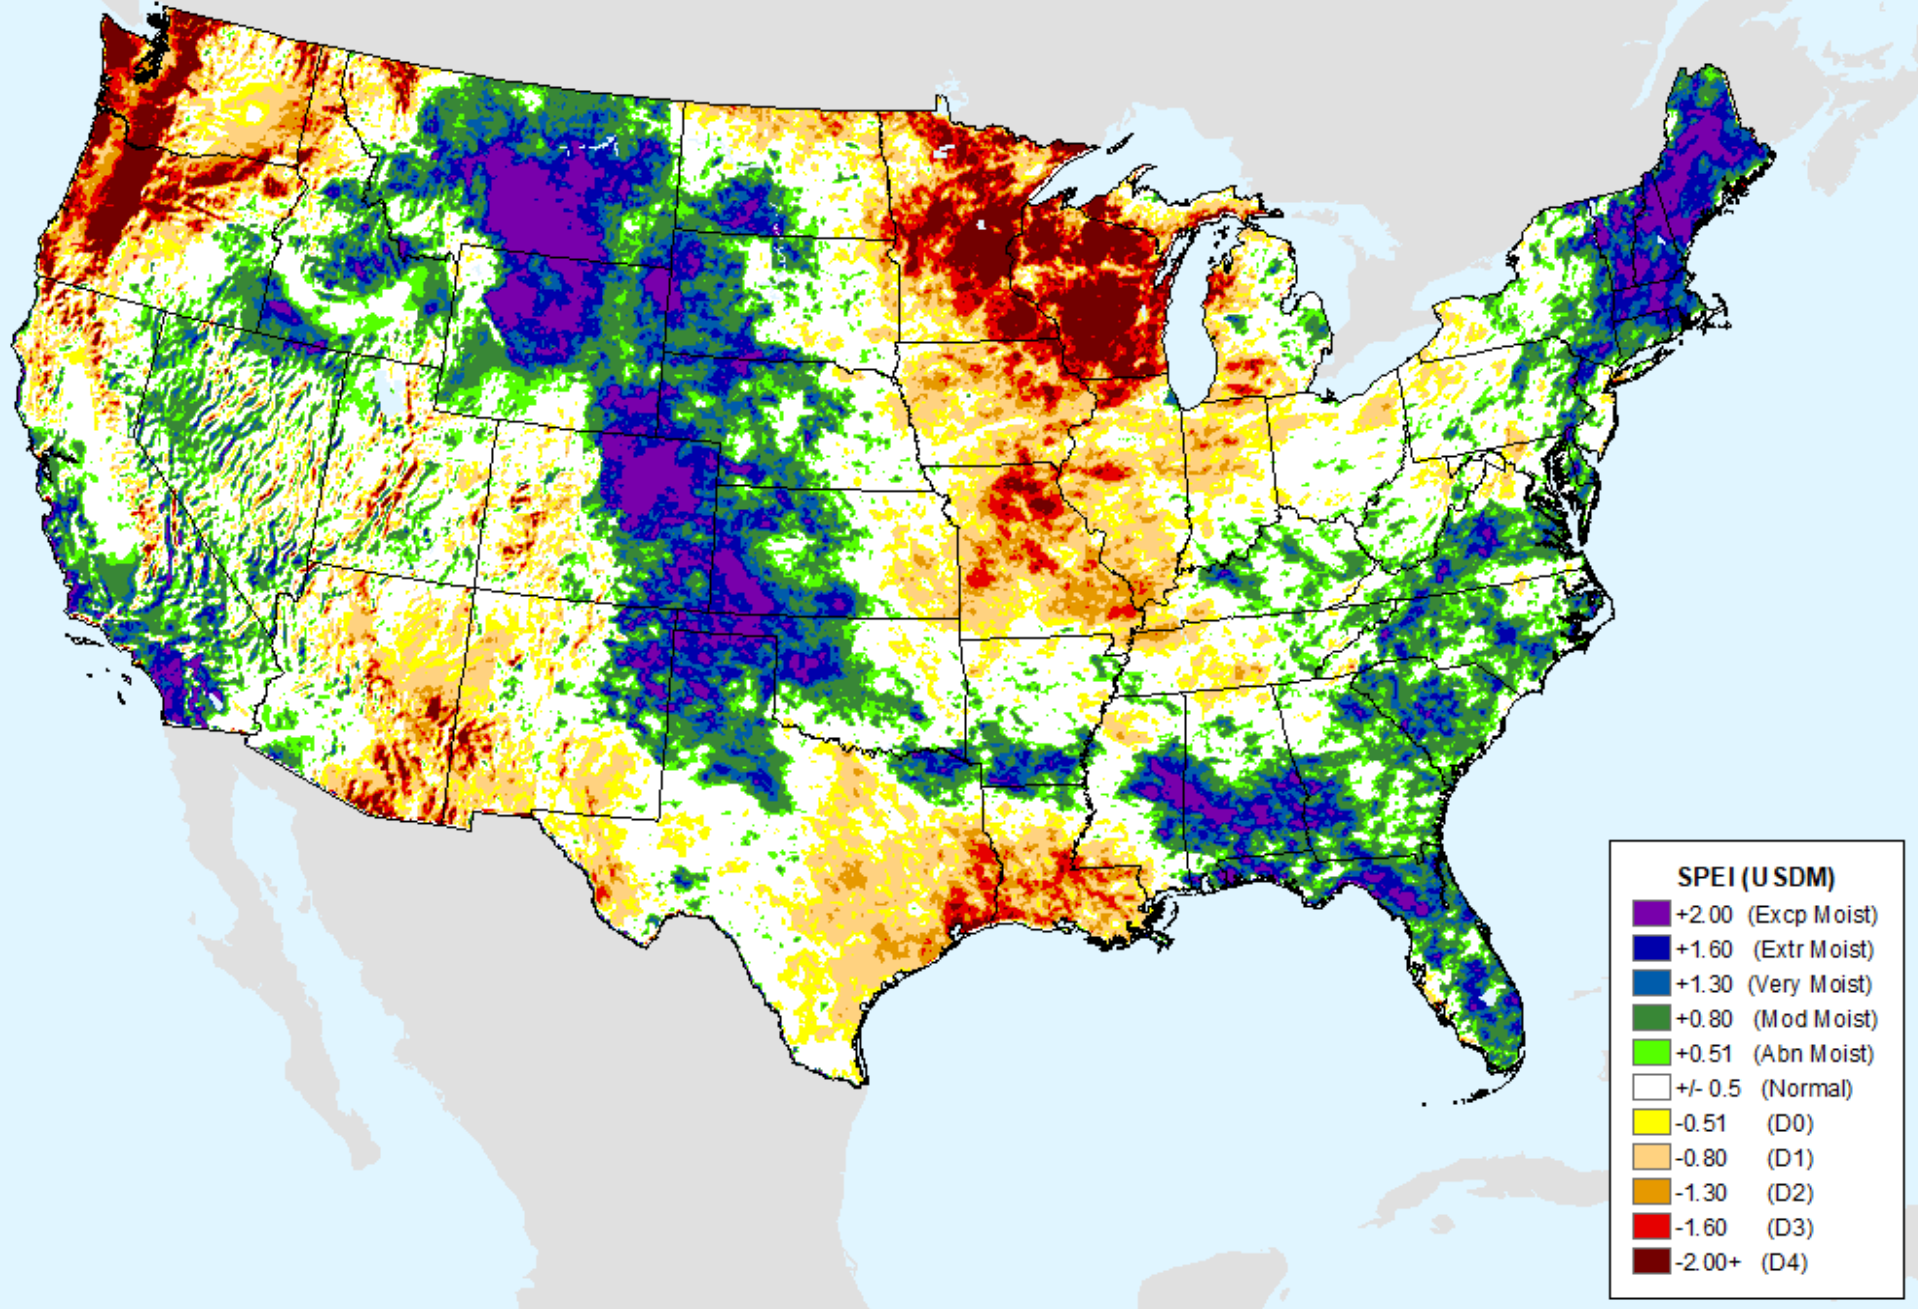 SPEI (USDM)
+2.00 (Excp Moist)
+1.60 (Extr Moist)
+1.30 (Very Moist)
+0.80 (Mod Moist)
+0.51 (Abn Moist)
+/- 0.5 (Normal)
-0.51 (D0)
-0.80 (D1)
-1.30 (D2)
-1.60 (D3)
-2.00+ (D4)